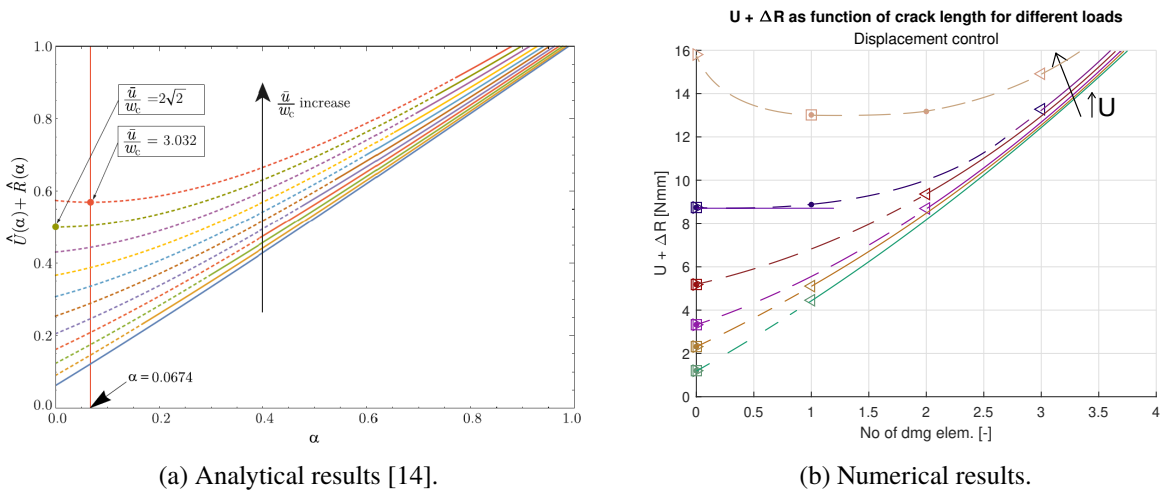 1.0
0.8
0.6
0.4
0.2
0.0
Û(α)+ R̂(α)
ū/w_c =2√2
ū/w_c = 3.032
ū/w_c increase
α=0.0674
0.0 0.2 0.4 0.6 0.8 1.0
α
(a) Analytical results [14].
U + ΔR as function of crack length for different loads
Displacement control
16
14
12
10
8
6
4
2
0
U + ΔR [Nmm]
↑U
0 0.5 1 1.5 2 2.5 3 3.5 4
No of dmg elem. [-]
(b) Numerical results.